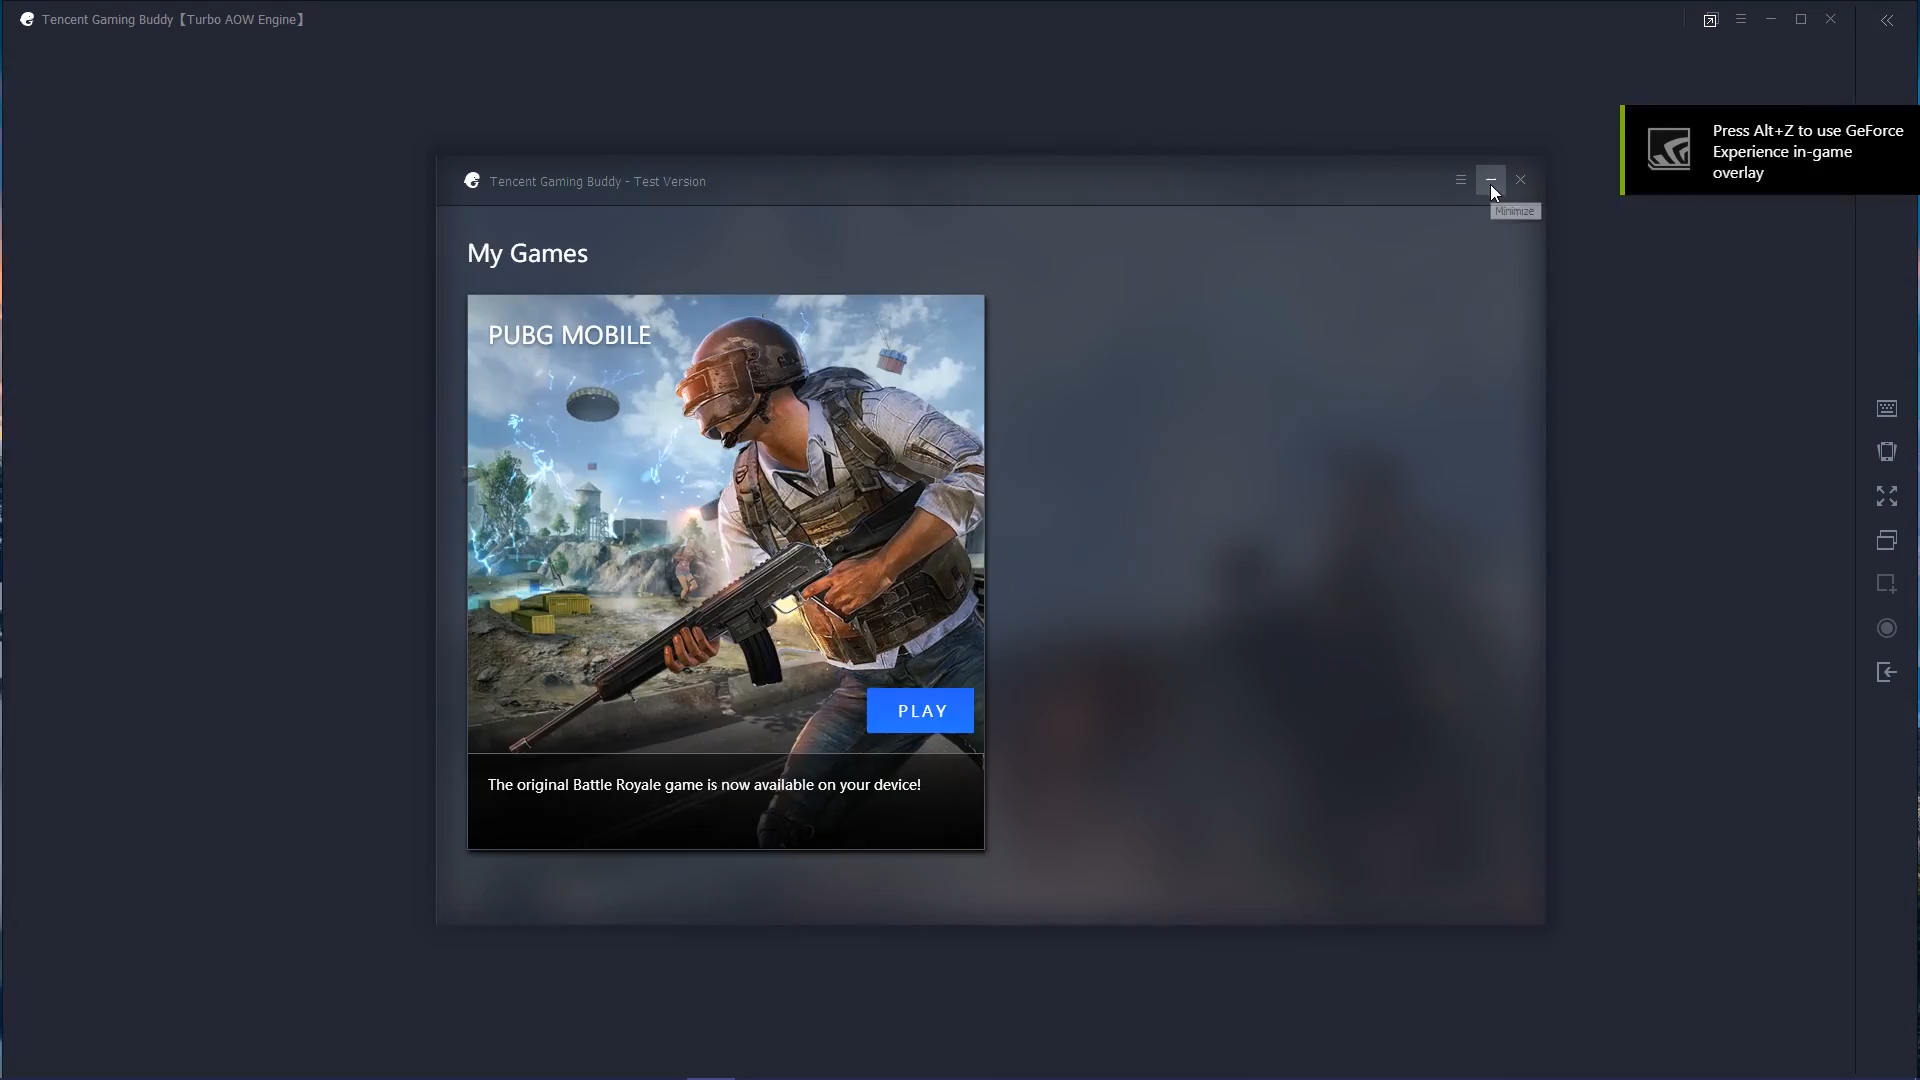 Tencent Gaming Buddy【Turbo AOW Engine】
Press Alt+Z to use GeForce
Experience in-game
overlay
Tencent Gaming Buddy - Test Version
Minimize
My Games
PUBG MOBILE
PLAY
The original Battle Royale game is now available on your device!